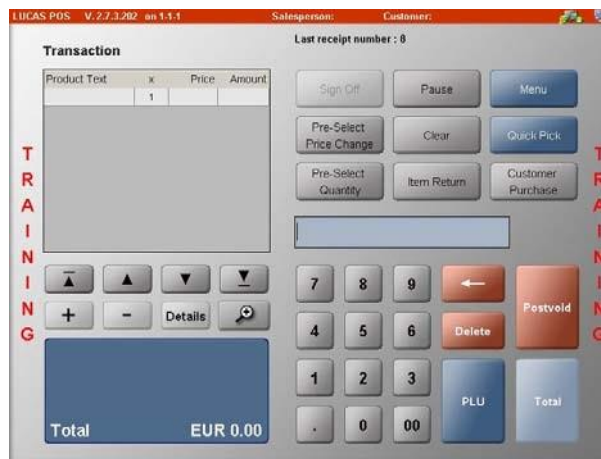 LUCAS POS V.2.7.3.202 on 1-1-1 Salesperson: Customer:
Last receipt number : 8
Transaction
Product Text x Price Amount
1
Sign Off Pause Menu
Pre-Select Price Change
Clear
Quick Pick
Pre-Select Quantity
Item Return
Customer Purchase
TRAINING
TRAINING
7 8 9
Postvoid
+ - Details
4 5 6 Delete
1 2 3
PLU Total
. 0 00
Total EUR 0.00